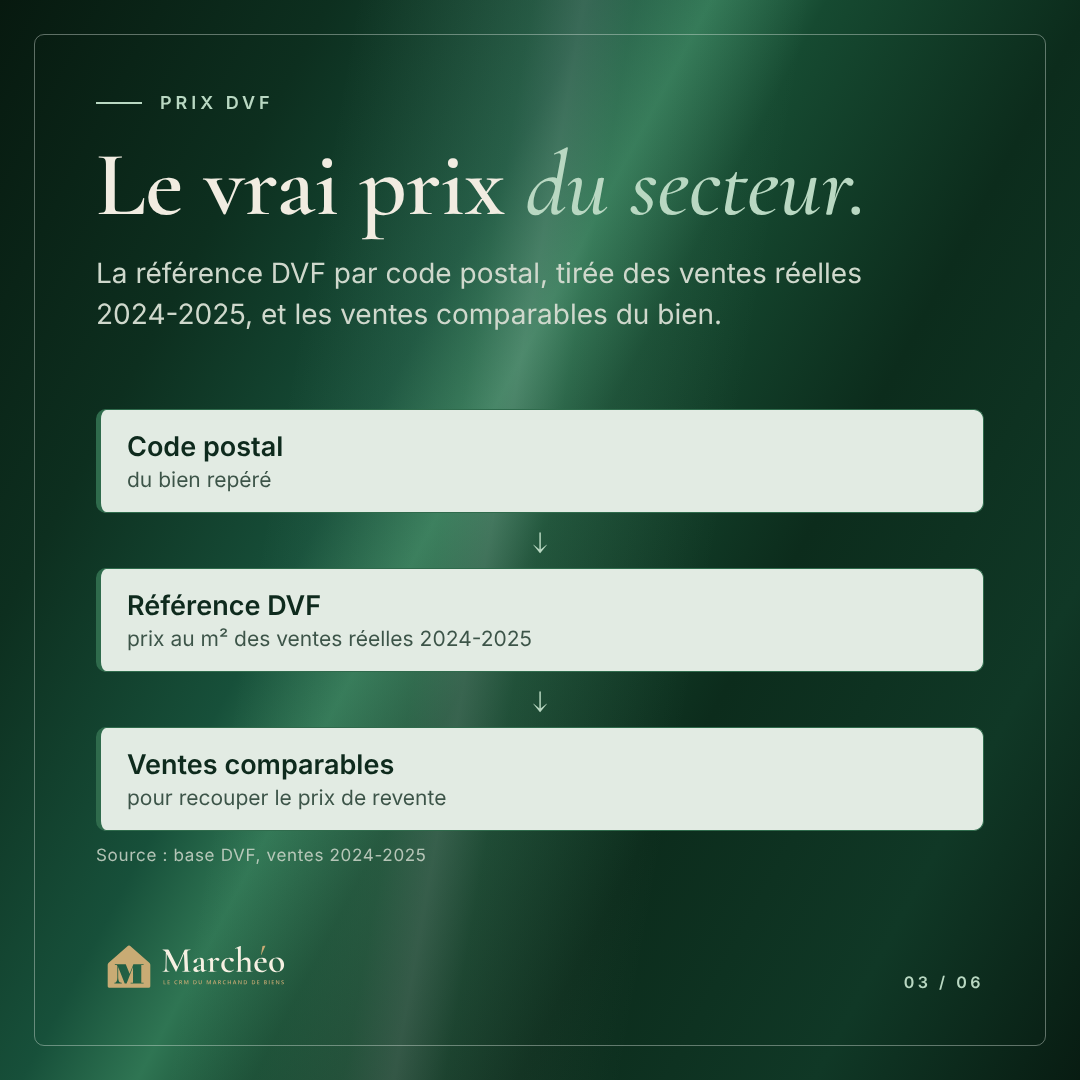 PRIX DVF
Le vrai prix du secteur.
La référence DVF par code postal, tirée des ventes réelles
2024-2025, et les ventes comparables du bien.
Code postal
du bien repéré
↓
Référence DVF
prix au m² des ventes réelles 2024-2025
↓
Ventes comparables
pour recouper le prix de revente
Source : base DVF, ventes 2024-2025
M Marchéo
LE CRM DU MARCHAND DE BIENS
03 / 06